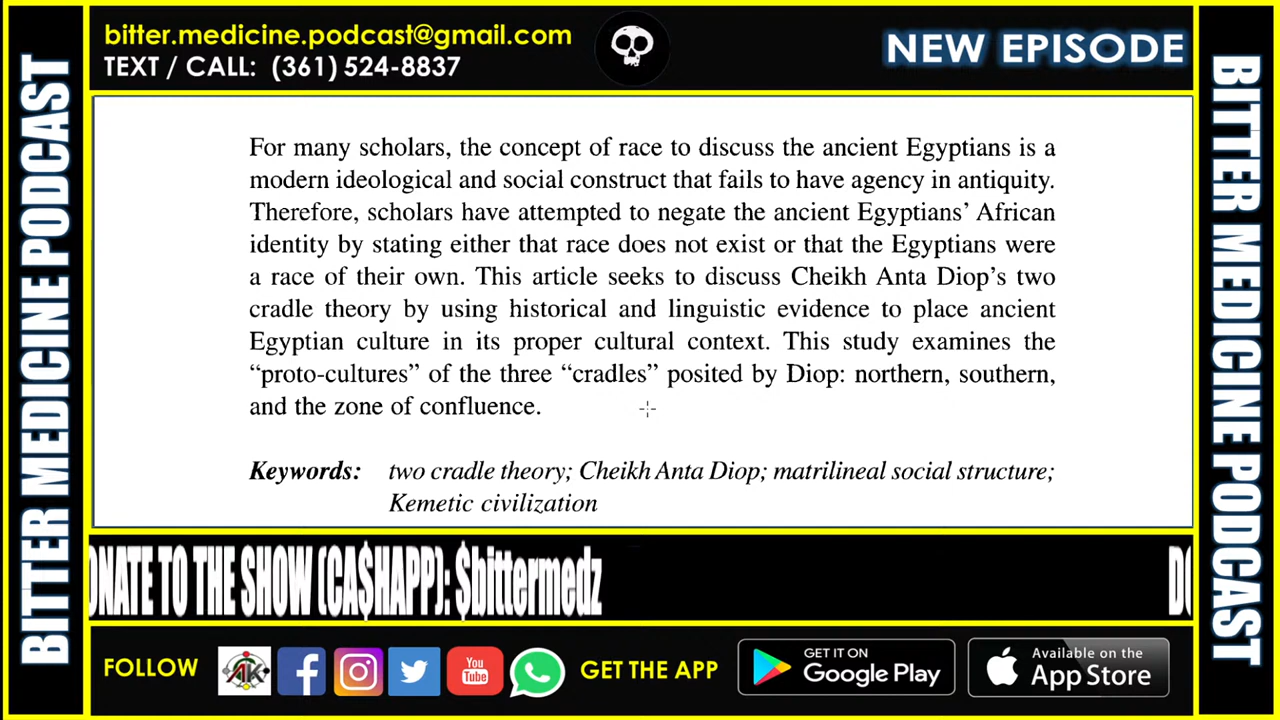 bitter.medicine.podcast@gmail.com
TEXT / CALL: (361) 524-8837
NEW EPISODE
BITTER MEDICINE PODCAST
For many scholars, the concept of race to discuss the ancient Egyptians is a
modern ideological and social construct that fails to have agency in antiquity.
Therefore, scholars have attempted to negate the ancient Egyptians’ African
identity by stating either that race does not exist or that the Egyptians were
a race of their own. This article seeks to discuss Cheikh Anta Diop’s two
cradle theory by using historical and linguistic evidence to place ancient
Egyptian culture in its proper cultural context. This study examines the
“proto-cultures” of the three “cradles” posited by Diop: northern, southern,
and the zone of confluence.
Keywords: two cradle theory; Cheikh Anta Diop; matrilineal social structure;
Kemetic civilization
BITTER MEDICINE PODCAST
ONATE TO THE SHOW (CA$HAPP): $bittermedz
FOLLOW
You
Tube
GET THE APP
GET IT ON
Google Play
Available on the
App Store